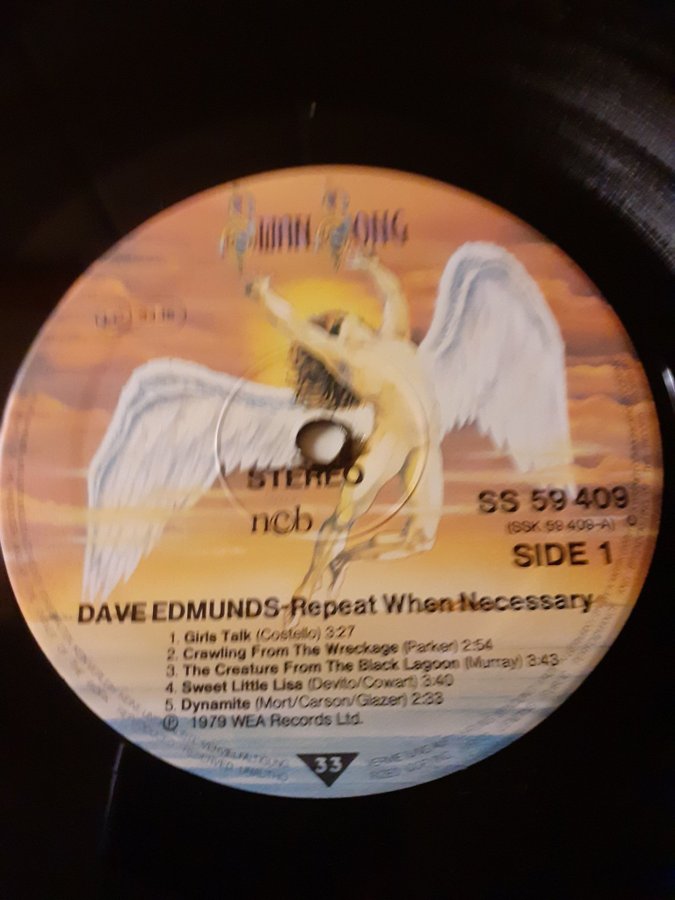 Swan Song
STEREO
ncb
SS 59 409
(SSK 59 409-A)
SIDE 1
DAVE EDMUNDS-Repeat When Necessary
1. Girls Talk (Costello) 3:27
2. Crawling From The Wreckage (Parker) 2:54
3. The Creature From The Black Lagoon (Murray) 3:43
4. Sweet Little Lisa (Devito/Cowart) 3:40
5. Dynamite (Mort/Carson/Glazer) 2:33
Ⓟ 1979 WEA Records Ltd.
33